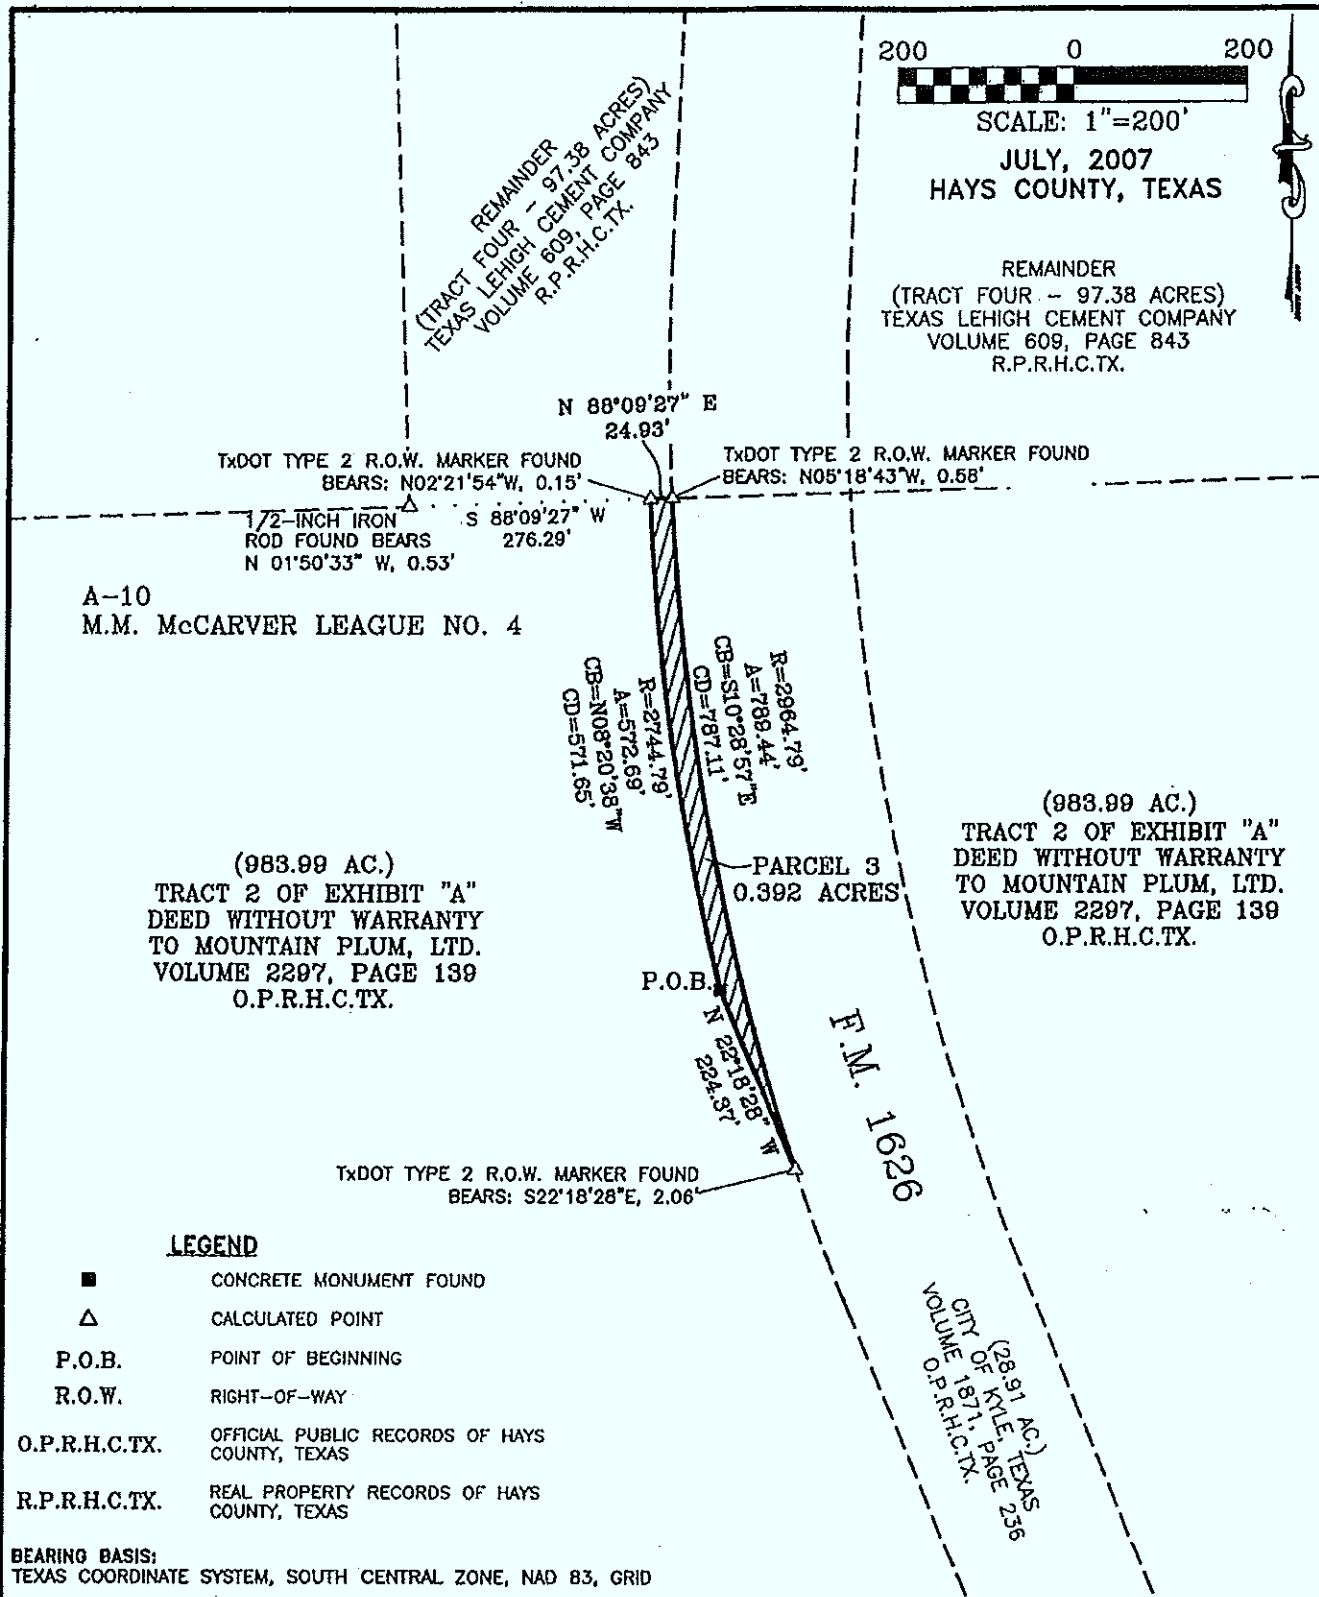 200 0 200
SCALE: 1"=200'
JULY, 2007
HAYS COUNTY, TEXAS
REMAINDER
(TRACT FOUR - 97.38 ACRES)
TEXAS LEHIGH CEMENT COMPANY
VOLUME 609, PAGE 843
R.P.R.H.C.TX.
REMAINDER
(TRACT FOUR - 97.38 ACRES)
TEXAS LEHIGH CEMENT COMPANY
VOLUME 609, PAGE 843
R.P.R.H.C.TX.
N 88°09'27" E
24.93'
TxDOT TYPE 2 R.O.W. MARKER FOUND
BEARS: N02°21'54"W, 0.15'
TxDOT TYPE 2 R.O.W. MARKER FOUND
BEARS: N05°18'43"W, 0.58'
1/2-INCH IRON
ROD FOUND BEARS
N 01°50'33" W, 0.53'
S 88°09'27" W
276.29'
A-10
M.M. McCARVER LEAGUE NO. 4
R=2964.79'
A=789.44'
CB=S10°28'57"E
CD=787.11'
R=2744.79'
A=572.69'
CB=N08°20'38"W
CD=571.65'
(983.99 AC.)
TRACT 2 OF EXHIBIT "A"
DEED WITHOUT WARRANTY
TO MOUNTAIN PLUM, LTD.
VOLUME 2297, PAGE 139
O.P.R.H.C.TX.
PARCEL 3
0.392 ACRES
(983.99 AC.)
TRACT 2 OF EXHIBIT "A"
DEED WITHOUT WARRANTY
TO MOUNTAIN PLUM, LTD.
VOLUME 2297, PAGE 139
O.P.R.H.C.TX.
P.O.B.
N 22°18'28" W
224.37'
F.M. 1626
TxDOT TYPE 2 R.O.W. MARKER FOUND
BEARS: S22°18'28"E, 2.06'
(28.91 AC.)
CITY OF KYLE, TEXAS
VOLUME 1871, PAGE 236
O.P.R.H.C.TX.
LEGEND
CONCRETE MONUMENT FOUND
CALCULATED POINT
P.O.B. POINT OF BEGINNING
R.O.W. RIGHT-OF-WAY
O.P.R.H.C.TX. OFFICIAL PUBLIC RECORDS OF HAYS
COUNTY, TEXAS
R.P.R.H.C.TX. REAL PROPERTY RECORDS OF HAYS
COUNTY, TEXAS
BEARING BASIS:
TEXAS COORDINATE SYSTEM, SOUTH CENTRAL ZONE, NAD 83, GRID